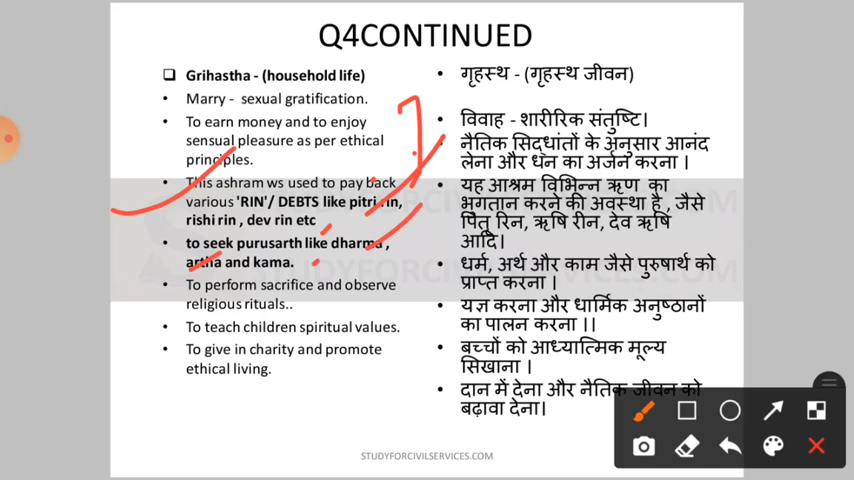 Q4CONTINUED
Grihastha - (household life)
Marry - sexual gratification.
To earn money and to enjoy
sensual pleasure as per ethical
principles.
This ashram ws used to pay back
various 'RIN'/ DEBTS like pitri rin,
rishi rin , dev rin etc
to seek purusarth like dharma ,
artha and kama.
To perform sacrifice and observe
religious rituals..
To teach children spiritual values.
To give in charity and promote
ethical living.
गृहस्थ - (गृहस्थ जीवन)
विवाह - शारीरिक संतुष्टि।
नैतिक सिद्धांतों के अनुसार आनंद
लेना और धन का अर्जन करना ।
यह आश्रम विभिन्न ऋण का
भुगतान करने की अवस्था है , जैसे
पितृ रिन, ऋषि रीन, देव ऋषि
आदि।
धर्म, अर्थ और काम जैसे पुरुषार्थ को
प्राप्त करना ।
यज्ञ करना और धार्मिक अनुष्ठानों
का पालन करना ।।
बच्चों को आध्यात्मिक मूल्य
सिखाना ।
दान में देना और नैतिक जीवन को
बढ़ावा देना।
STUDYFORCIVILSERVICES.COM